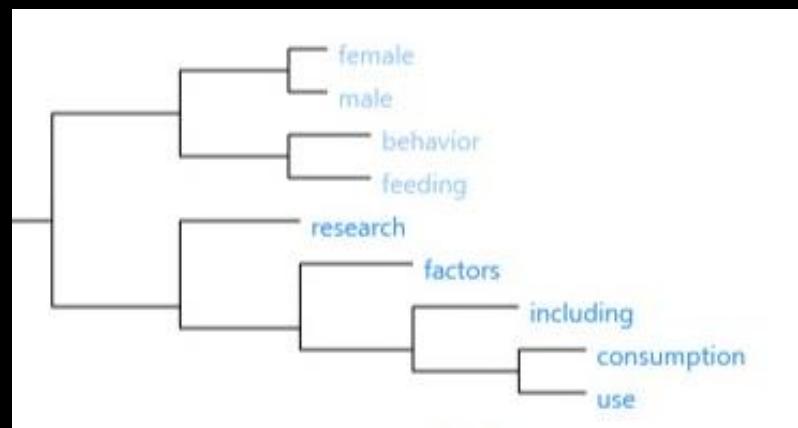 female
male
behavior
feeding
research
factors
including
consumption
use